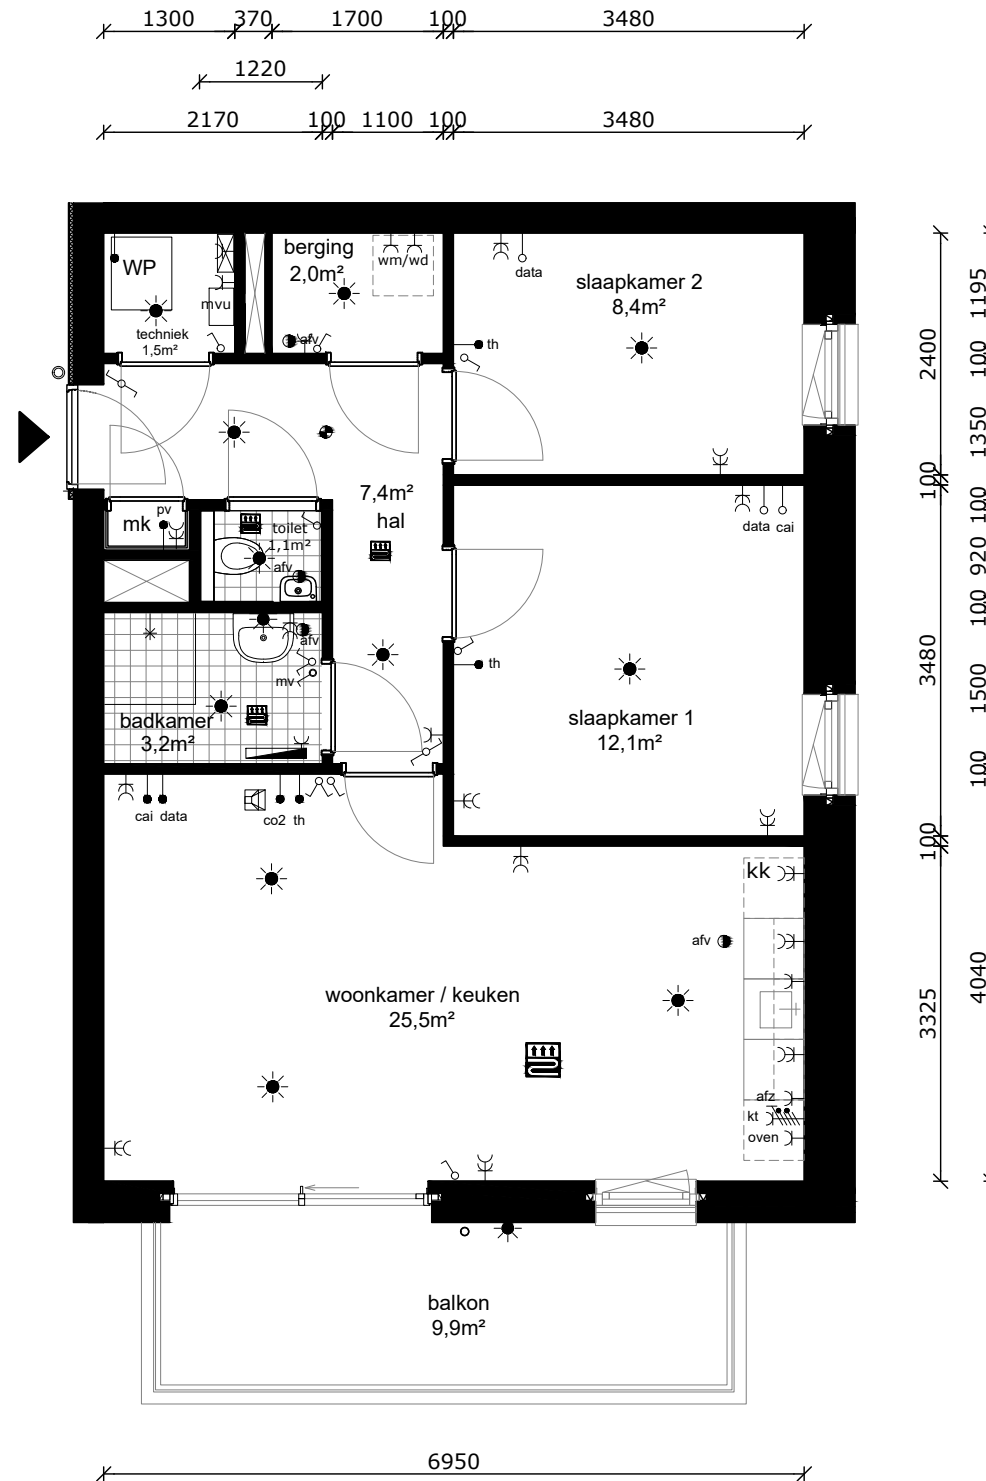 1300 370 1700 100 3480
1220
2170 100 1100 100 3480
WP
mvu
techniek
1,5m²
berging
2,0m²
wm/wd
afv
data
slaapkamer 2
8,4m²
th
7,4m²
hal
mk
pv
toilet
1,1m²
afv
data cai
th
slaapkamer 1
12,1m²
afv
mv
badkamer
3,2m²
cai data
co2 th
kk
afv
woonkamer / keuken
25,5m²
afz
kt
oven
balkon
9,9m²
6950
2400
100
3480
100
3325
1195
100
1350
100
920
100
1500
100
4040